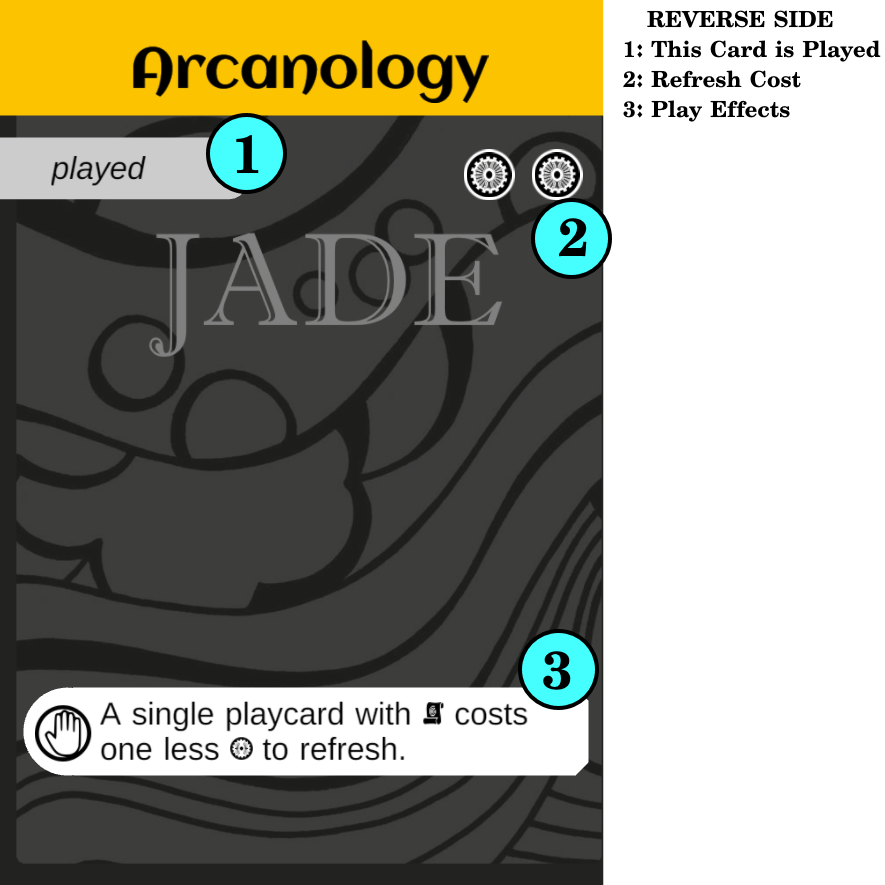 Arcanology
REVERSE SIDE
1: This Card is Played
2: Refresh Cost
3: Play Effects
played
1
2
JADE
3
A single playcard with costs
one less to refresh.